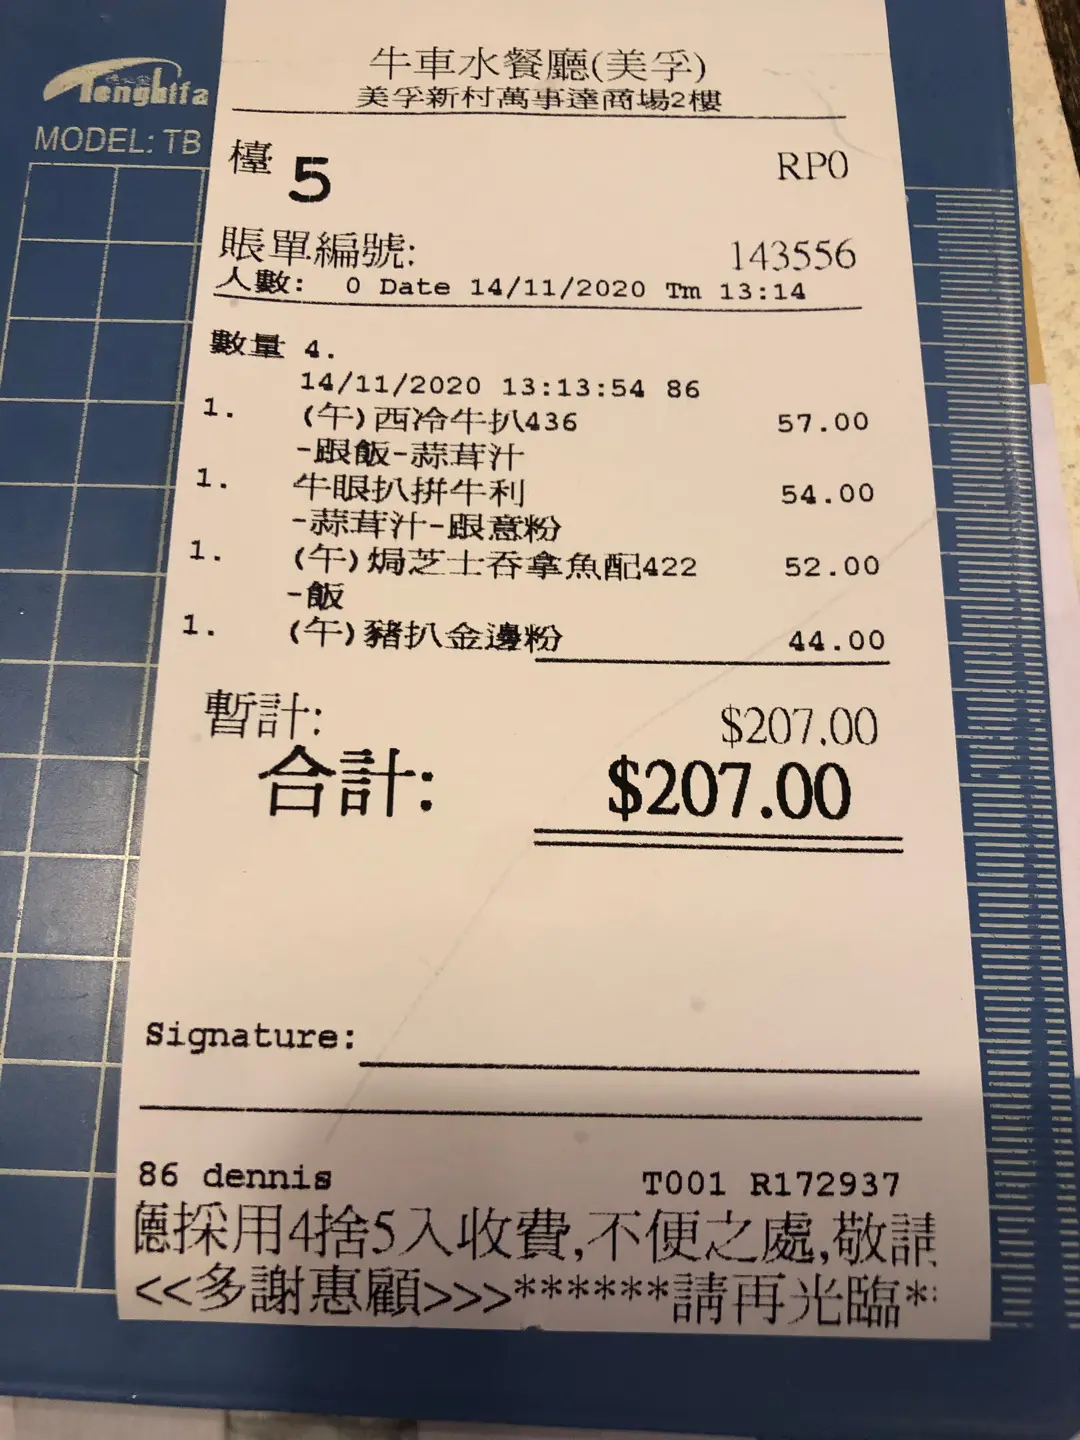 Tenghifa
MODEL: TB
牛車水餐廳(美孚)
美孚新村萬事達商場2樓
檯 5 RP0
賬單編號: 143556
人數: 0 Date 14/11/2020 Tm 13:14
數量 4.
14/11/2020 13:13:54 86
1. (午)西冷牛扒436 57.00
-跟飯-蒜茸汁
1. 牛眼扒拼牛利 54.00
-蒜茸汁-跟意粉
1. (午)焗芝士吞拿魚配422 52.00
-飯
1. (午)豬扒金邊粉 44.00
暫計: $207.00
合計: $207.00
Signature:
86 dennis T001 R172937
採用4捨5入收費,不便之處,敬請
<<多謝惠顧>>>******請再光臨*